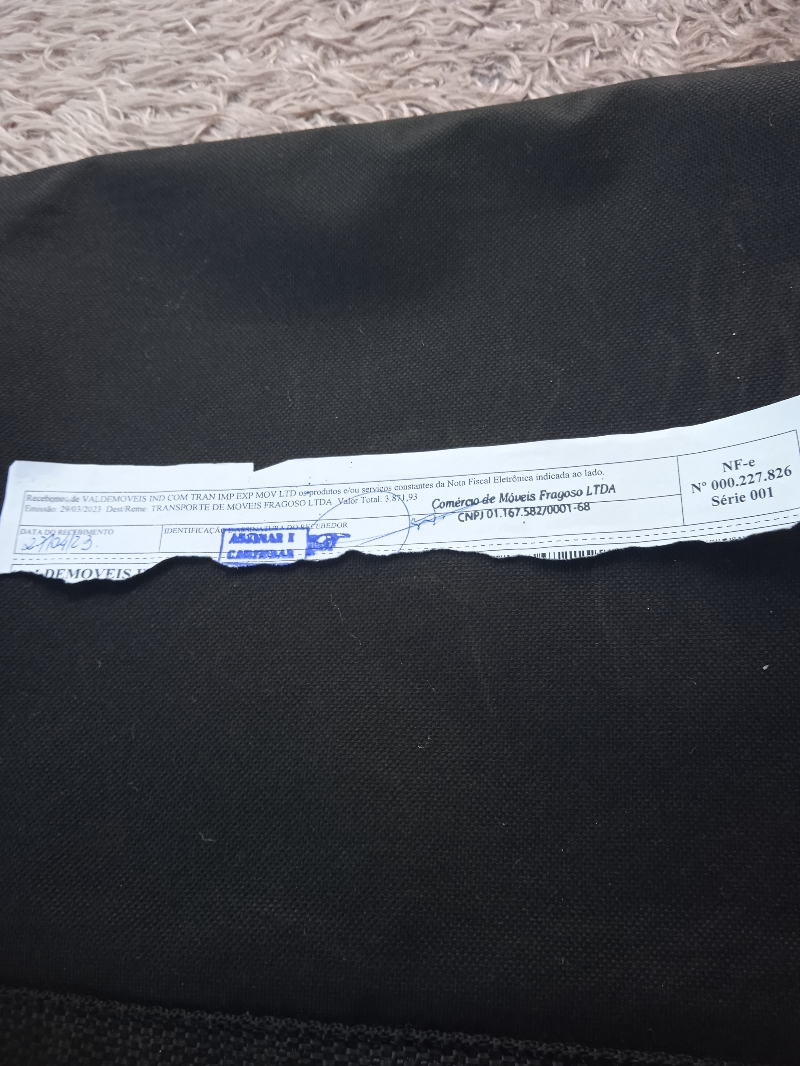 Recebemos de VALDEMOVEIS IND COM TRAN IMP EXP MOV LTD os produtos e/ou serviços constantes da Nota Fiscal Eletrônica indicada ao lado.
Emissão: 29/03/2023 Dest/Reme: TRANSPORTE DE MOVEIS FRAGOSO LTDA Valor Total: 3.871,93
Comércio de Móveis Fragoso LTDA
CNPJ 01.167.582/0001-68
NF-e
Nº 000.227.826
Série 001
DATA DO RECEBIMENTO
27/04/23
IDENTIFICAÇÃO E ASSINATURA DO RECEBEDOR
ASSINAR E
CARIMBAR
VALDEMOVEIS